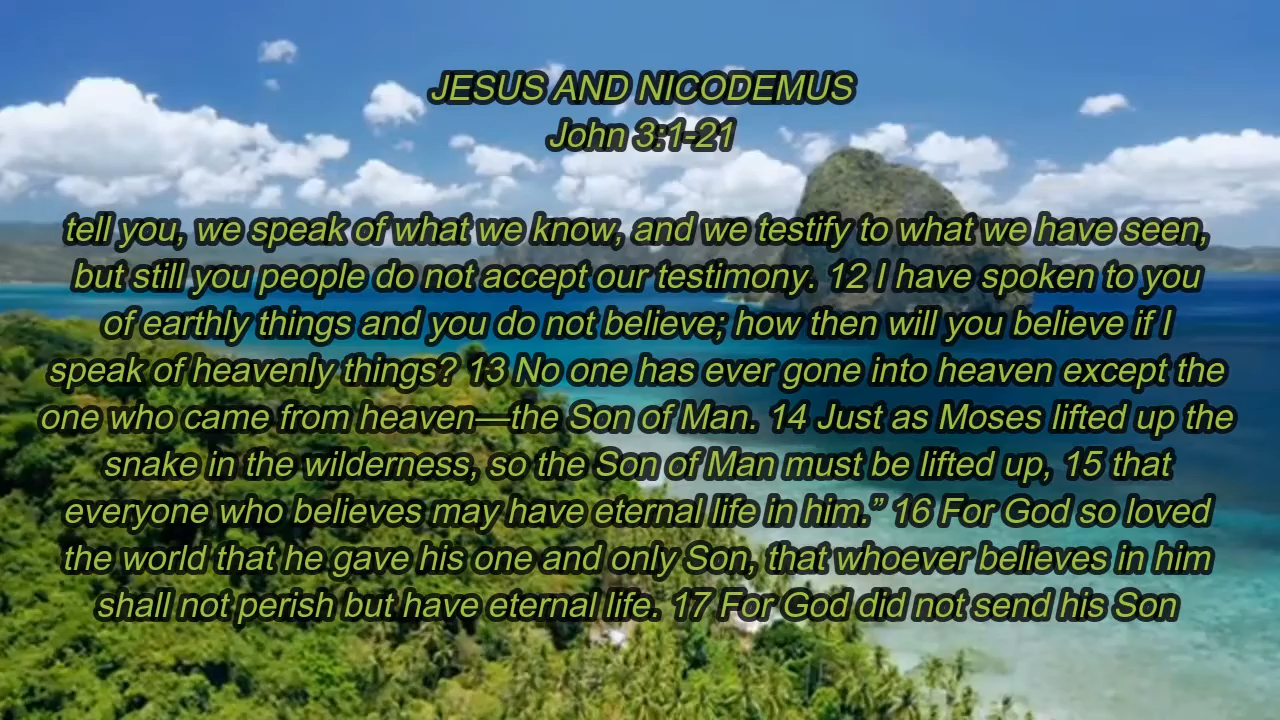 JESUS AND NICODEMUS
John 3:1-21
tell you, we speak of what we know, and we testify to what we have seen,
but still you people do not accept our testimony. 12 I have spoken to you
of earthly things and you do not believe; how then will you believe if I
speak of heavenly things? 13 No one has ever gone into heaven except the
one who came from heaven—the Son of Man. 14 Just as Moses lifted up the
snake in the wilderness, so the Son of Man must be lifted up, 15 that
everyone who believes may have eternal life in him.” 16 For God so loved
the world that he gave his one and only Son, that whoever believes in him
shall not perish but have eternal life. 17 For God did not send his Son